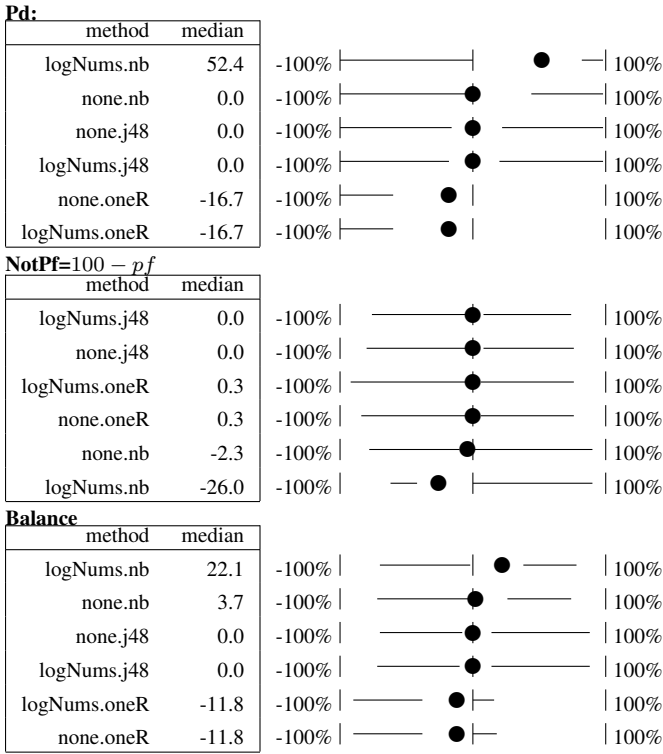 Pd:
method median
logNums.nb 52.4 -100% 100%
none.nb 0.0 -100% 100%
none.j48 0.0 -100% 100%
logNums.j48 0.0 -100% 100%
none.oneR -16.7 -100% 100%
logNums.oneR -16.7 -100% 100%
NotPf=100 − pf
method median
logNums.j48 0.0 -100% 100%
none.j48 0.0 -100% 100%
logNums.oneR 0.3 -100% 100%
none.oneR 0.3 -100% 100%
none.nb -2.3 -100% 100%
logNums.nb -26.0 -100% 100%
Balance
method median
logNums.nb 22.1 -100% 100%
none.nb 3.7 -100% 100%
none.j48 0.0 -100% 100%
logNums.j48 0.0 -100% 100%
logNums.oneR -11.8 -100% 100%
none.oneR -11.8 -100% 100%